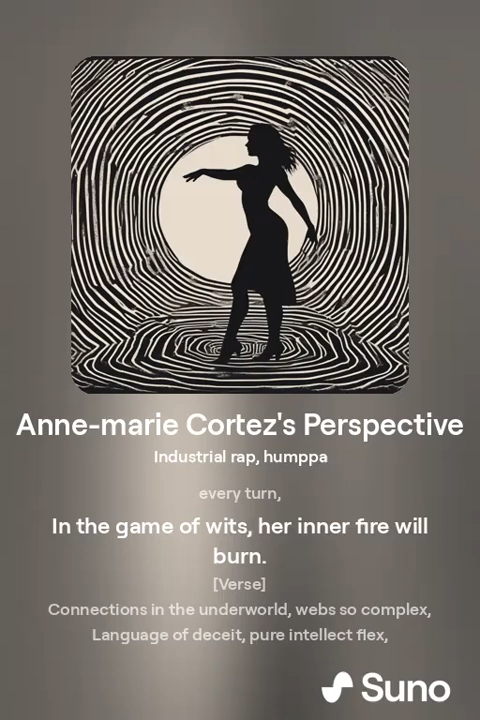 Anne-marie Cortez's Perspective
Industrial rap, humppa
every turn,
In the game of wits, her inner fire will
burn.
[Verse]
Connections in the underworld, webs so complex,
Language of deceit, pure intellect flex,
Suno